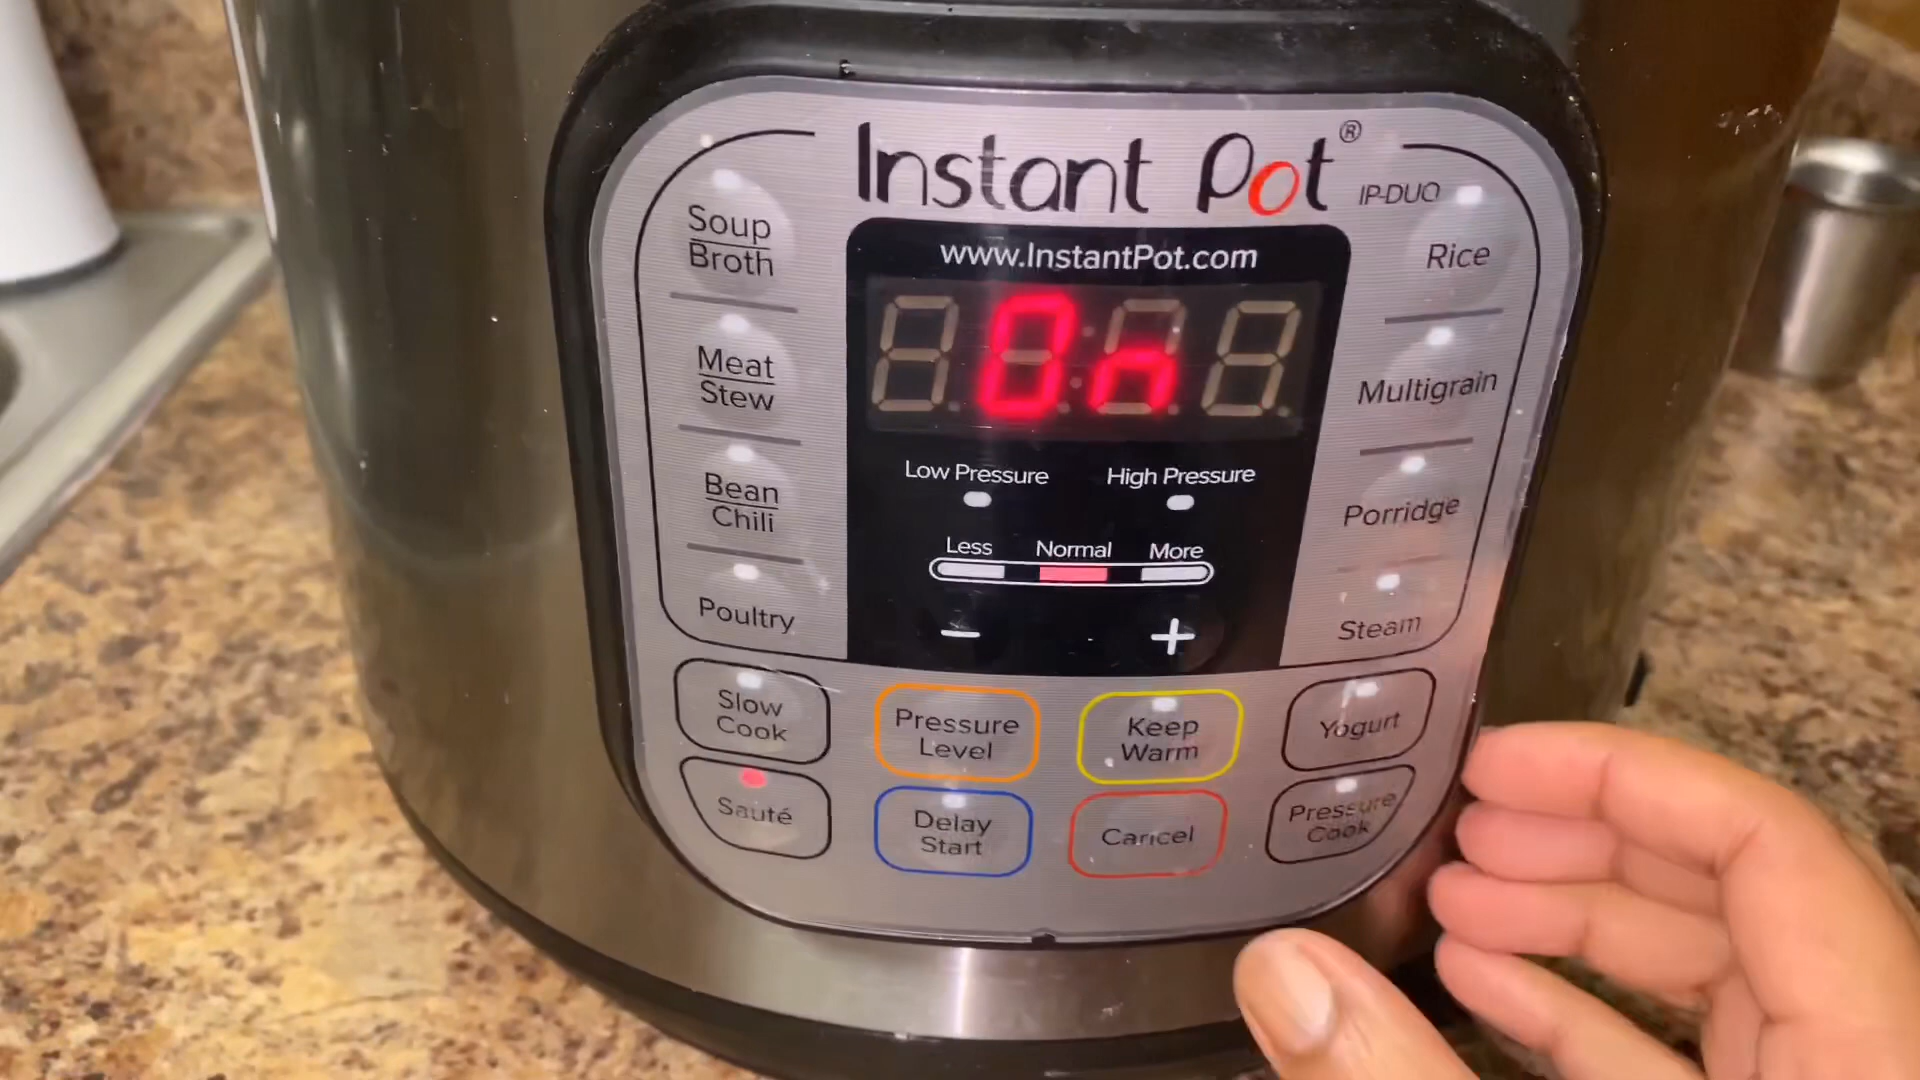 Instant Pot®
IP-DUO
www.InstantPot.com
On
Soup
Broth
Meat
Stew
Bean
Chili
Poultry
Rice
Multigrain
Porridge
Steam
Low Pressure
High Pressure
Less
Normal
More
−
+
Slow
Cook
Sauté
Pressure
Level
Delay
Start
Keep
Warm
Cancel
Yogurt
Pressure
Cook